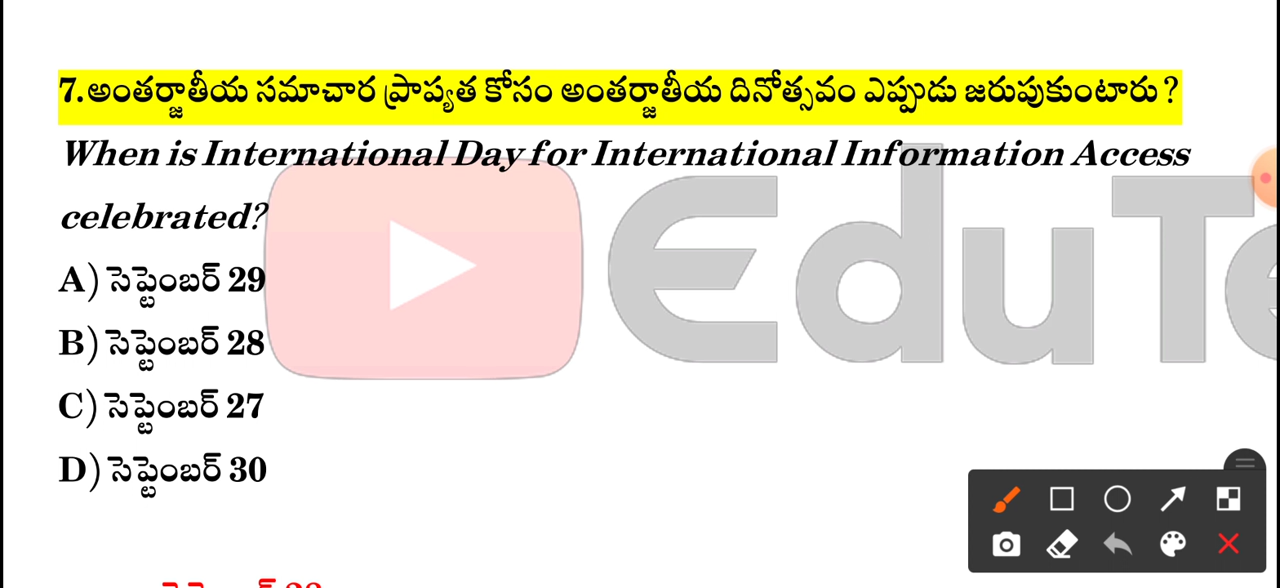 7.అంతర్జాతీయ సమాచార ప్రాప్యత కోసం అంతర్జాతీయ దినోత్సవం ఎప్పుడు జరుపుకుంటారు?
When is International Day for International Information Access
celebrated?
A) సెప్టెంబర్ 29
B) సెప్టెంబర్ 28
C) సెప్టెంబర్ 27
D) సెప్టెంబర్ 30
EduTe